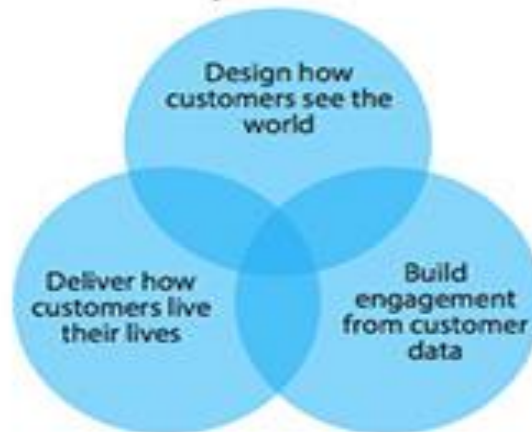 Design how
customers see the
world
Deliver how
customers live
their lives
Build
engagement
from customer
data